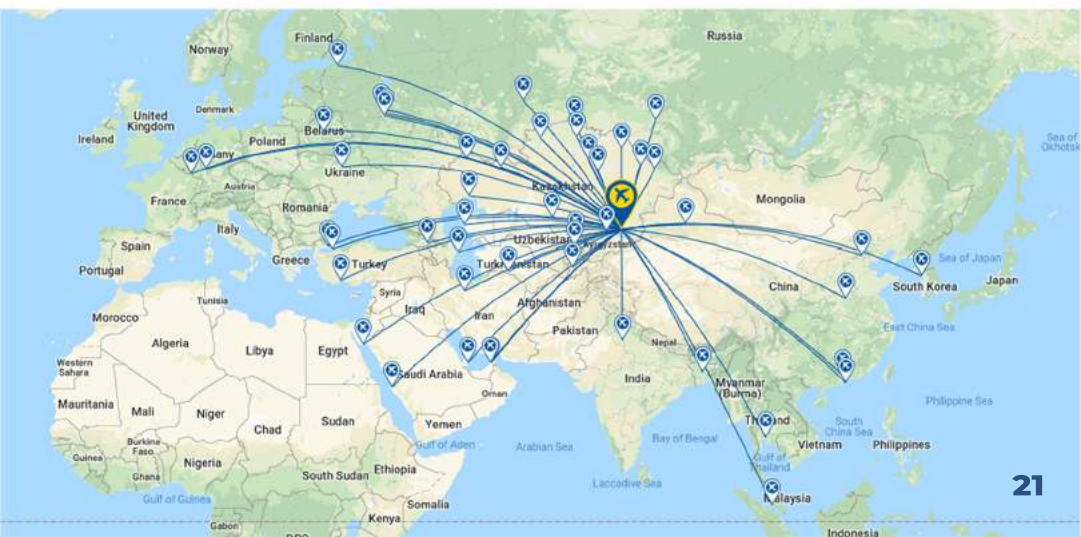 Finland
Russia
Norway
United
Kingdom
Denmark
Ireland
Poland
Belarus
Ukraine
Austria
France
Romania
Italy
Spain
Portugal
Greece
Turkey
Kazakhstan
Mongolia
Uzbekistan
Kyrgyzstan
Turkmenistan
Sea of
Okhotsk
Sea of Japan
South Korea
Japan
China
East China Sea
Syria
Iraq
Iran
Afghanistan
Pakistan
Nepal
India
Myanmar
(Burma)
Tunisia
Morocco
Algeria
Libya
Egypt
Saudi Arabia
Oman
Yemen
Western
Sahara
Mauritania
Mali
Niger
Chad
Sudan
Burkina
Faso
Guinea
Ghana
Nigeria
South Sudan
Ethiopia
Somalia
Kenya
Gabon
Gulf of Guinea
Gulf of Aden
Arabian Sea
Laccadive Sea
Bay of Bengal
Thailand
Gulf of
Thailand
Vietnam
South
China Sea
Philippines
Philippine Sea
Malaysia
Indonesia
21